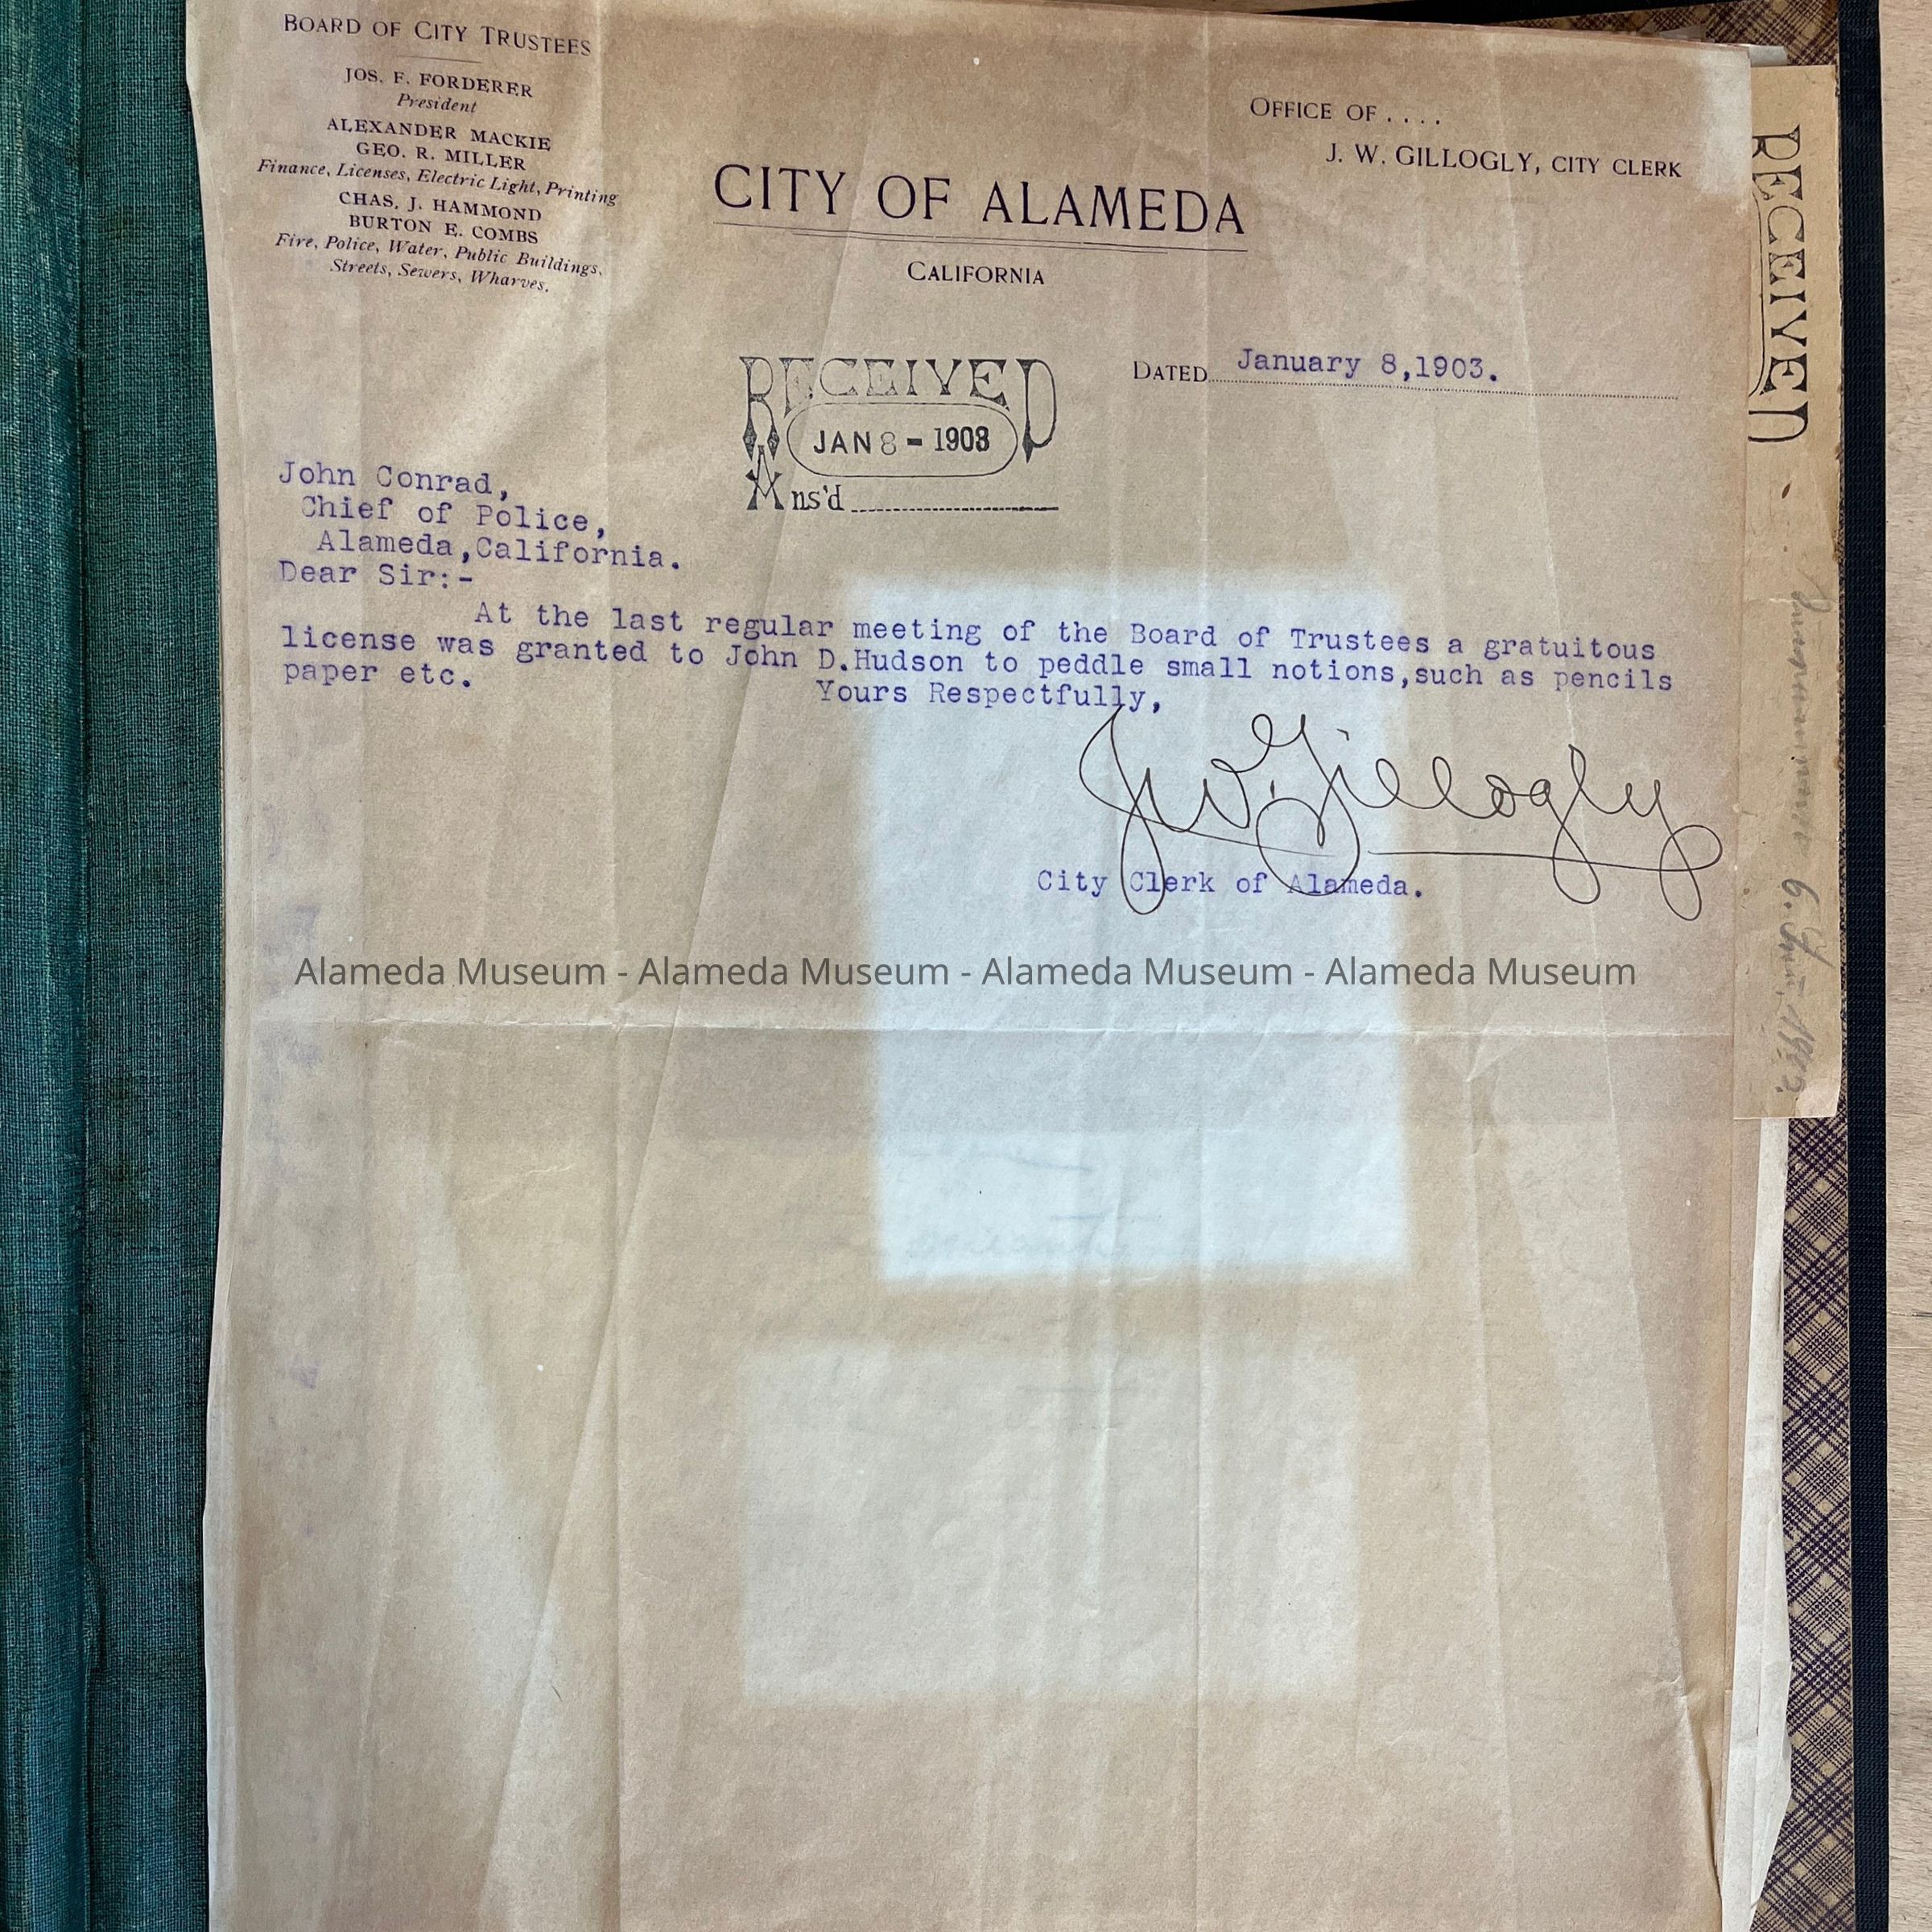 BOARD OF CITY TRUSTEES
JOS. F. FORDERER
President
ALEXANDER MACKIE
GEO. R. MILLER
Finance, Licenses, Electric Light, Printing
CHAS. J. HAMMOND
BURTON E. COMBS
Fire, Police, Water, Public Buildings,
Streets, Sewers, Wharves.
OFFICE OF....
J. W. GILLOGLY, CITY CLERK
CITY OF ALAMEDA
CALIFORNIA
DATED January 8,1903.
RECEIVED
JAN 8 - 1903
Ans'd
John Conrad,
Chief of Police,
Alameda,California.
Dear Sir:-
At the last regular meeting of the Board of Trustees a gratuitous
license was granted to John D.Hudson to peddle small notions,such as pencils
paper etc.
Yours Respectfully,
J.W. Gillogly
City Clerk of Alameda.
Alameda Museum - Alameda Museum - Alameda Museum - Alameda Museum
RECEIVED